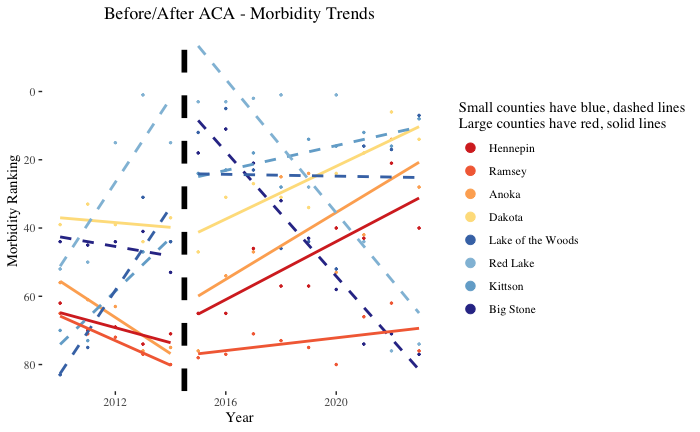 Before/After ACA - Morbidity Trends
Morbidity Ranking
0
20
40
60
80
2012
2016
2020
Year
Small counties have blue, dashed lines
Large counties have red, solid lines
Hennepin
Ramsey
Anoka
Dakota
Lake of the Woods
Red Lake
Kittson
Big Stone